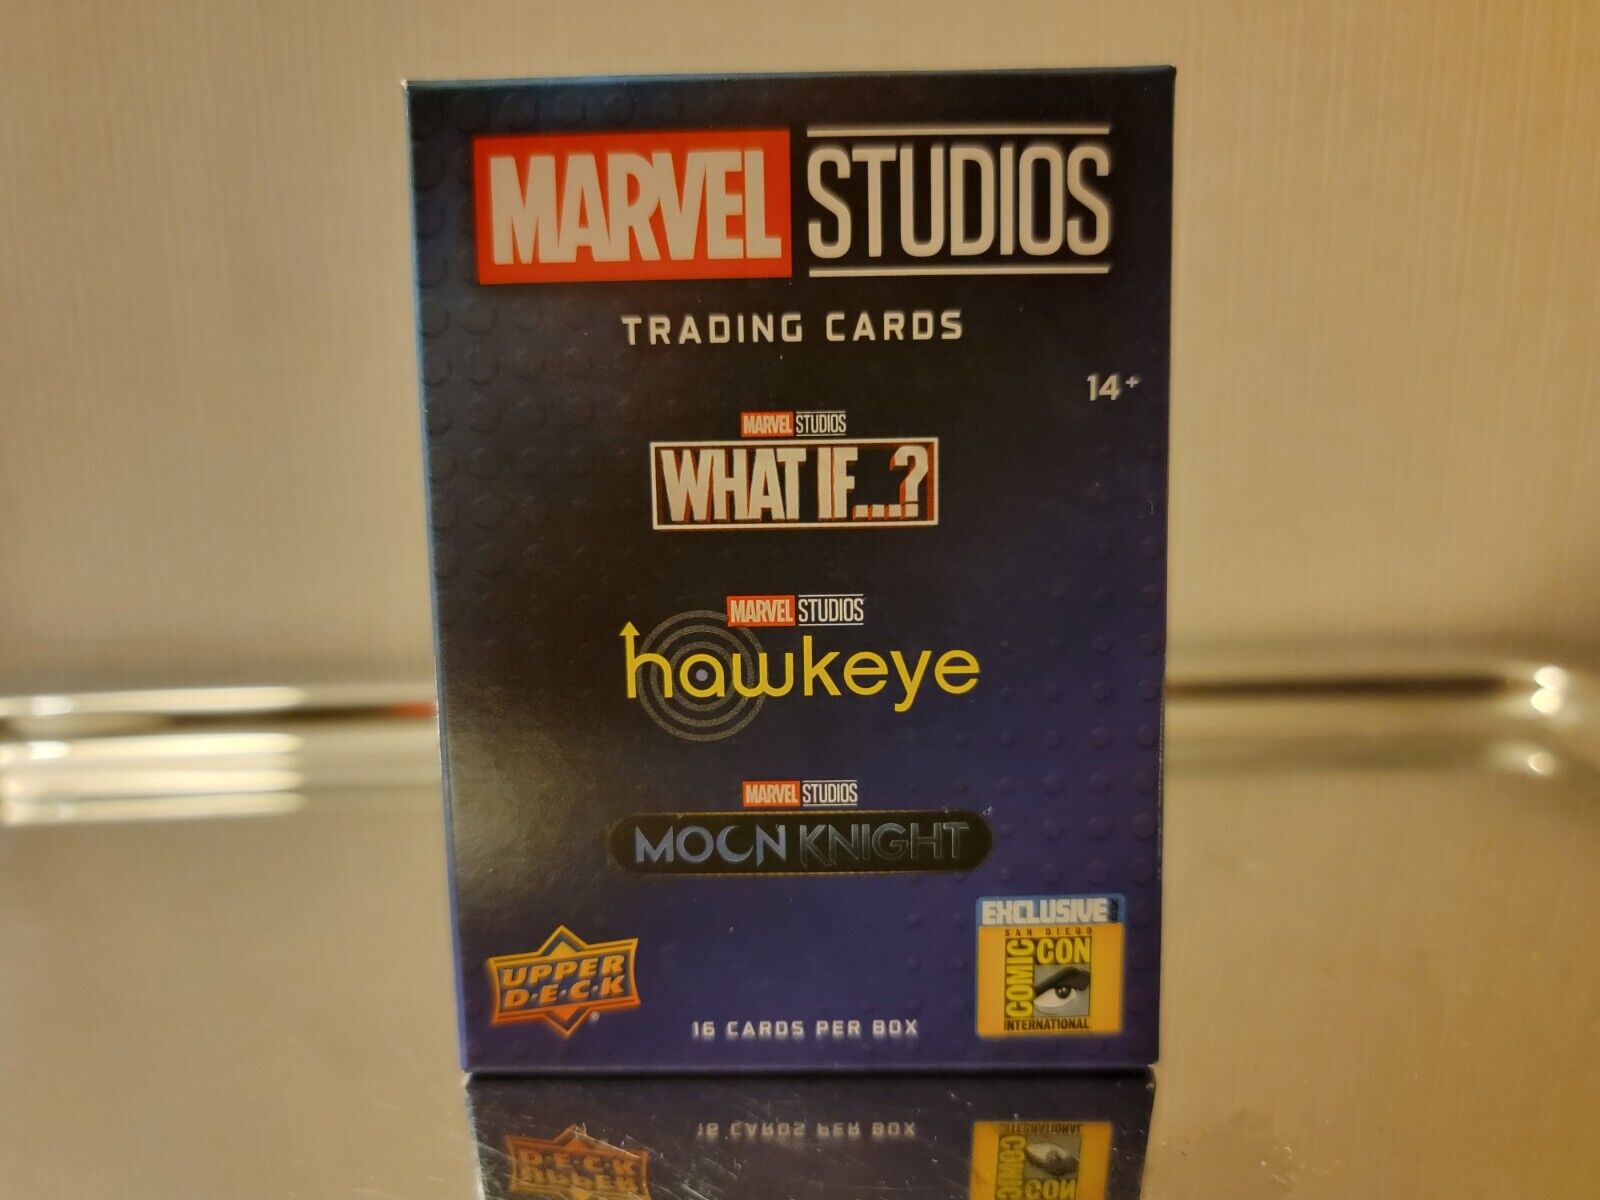 MARVEL STUDIOS
TRADING CARDS
14+
MARVEL STUDIOS
WHAT IF...?
MARVEL STUDIOS
hawkeye
MARVEL STUDIOS
MOON KNIGHT
EXCLUSIVE
SAN DIEGO
COMIC CON
INTERNATIONAL
UPPER
D·E·C·K
16 CARDS PER BOX